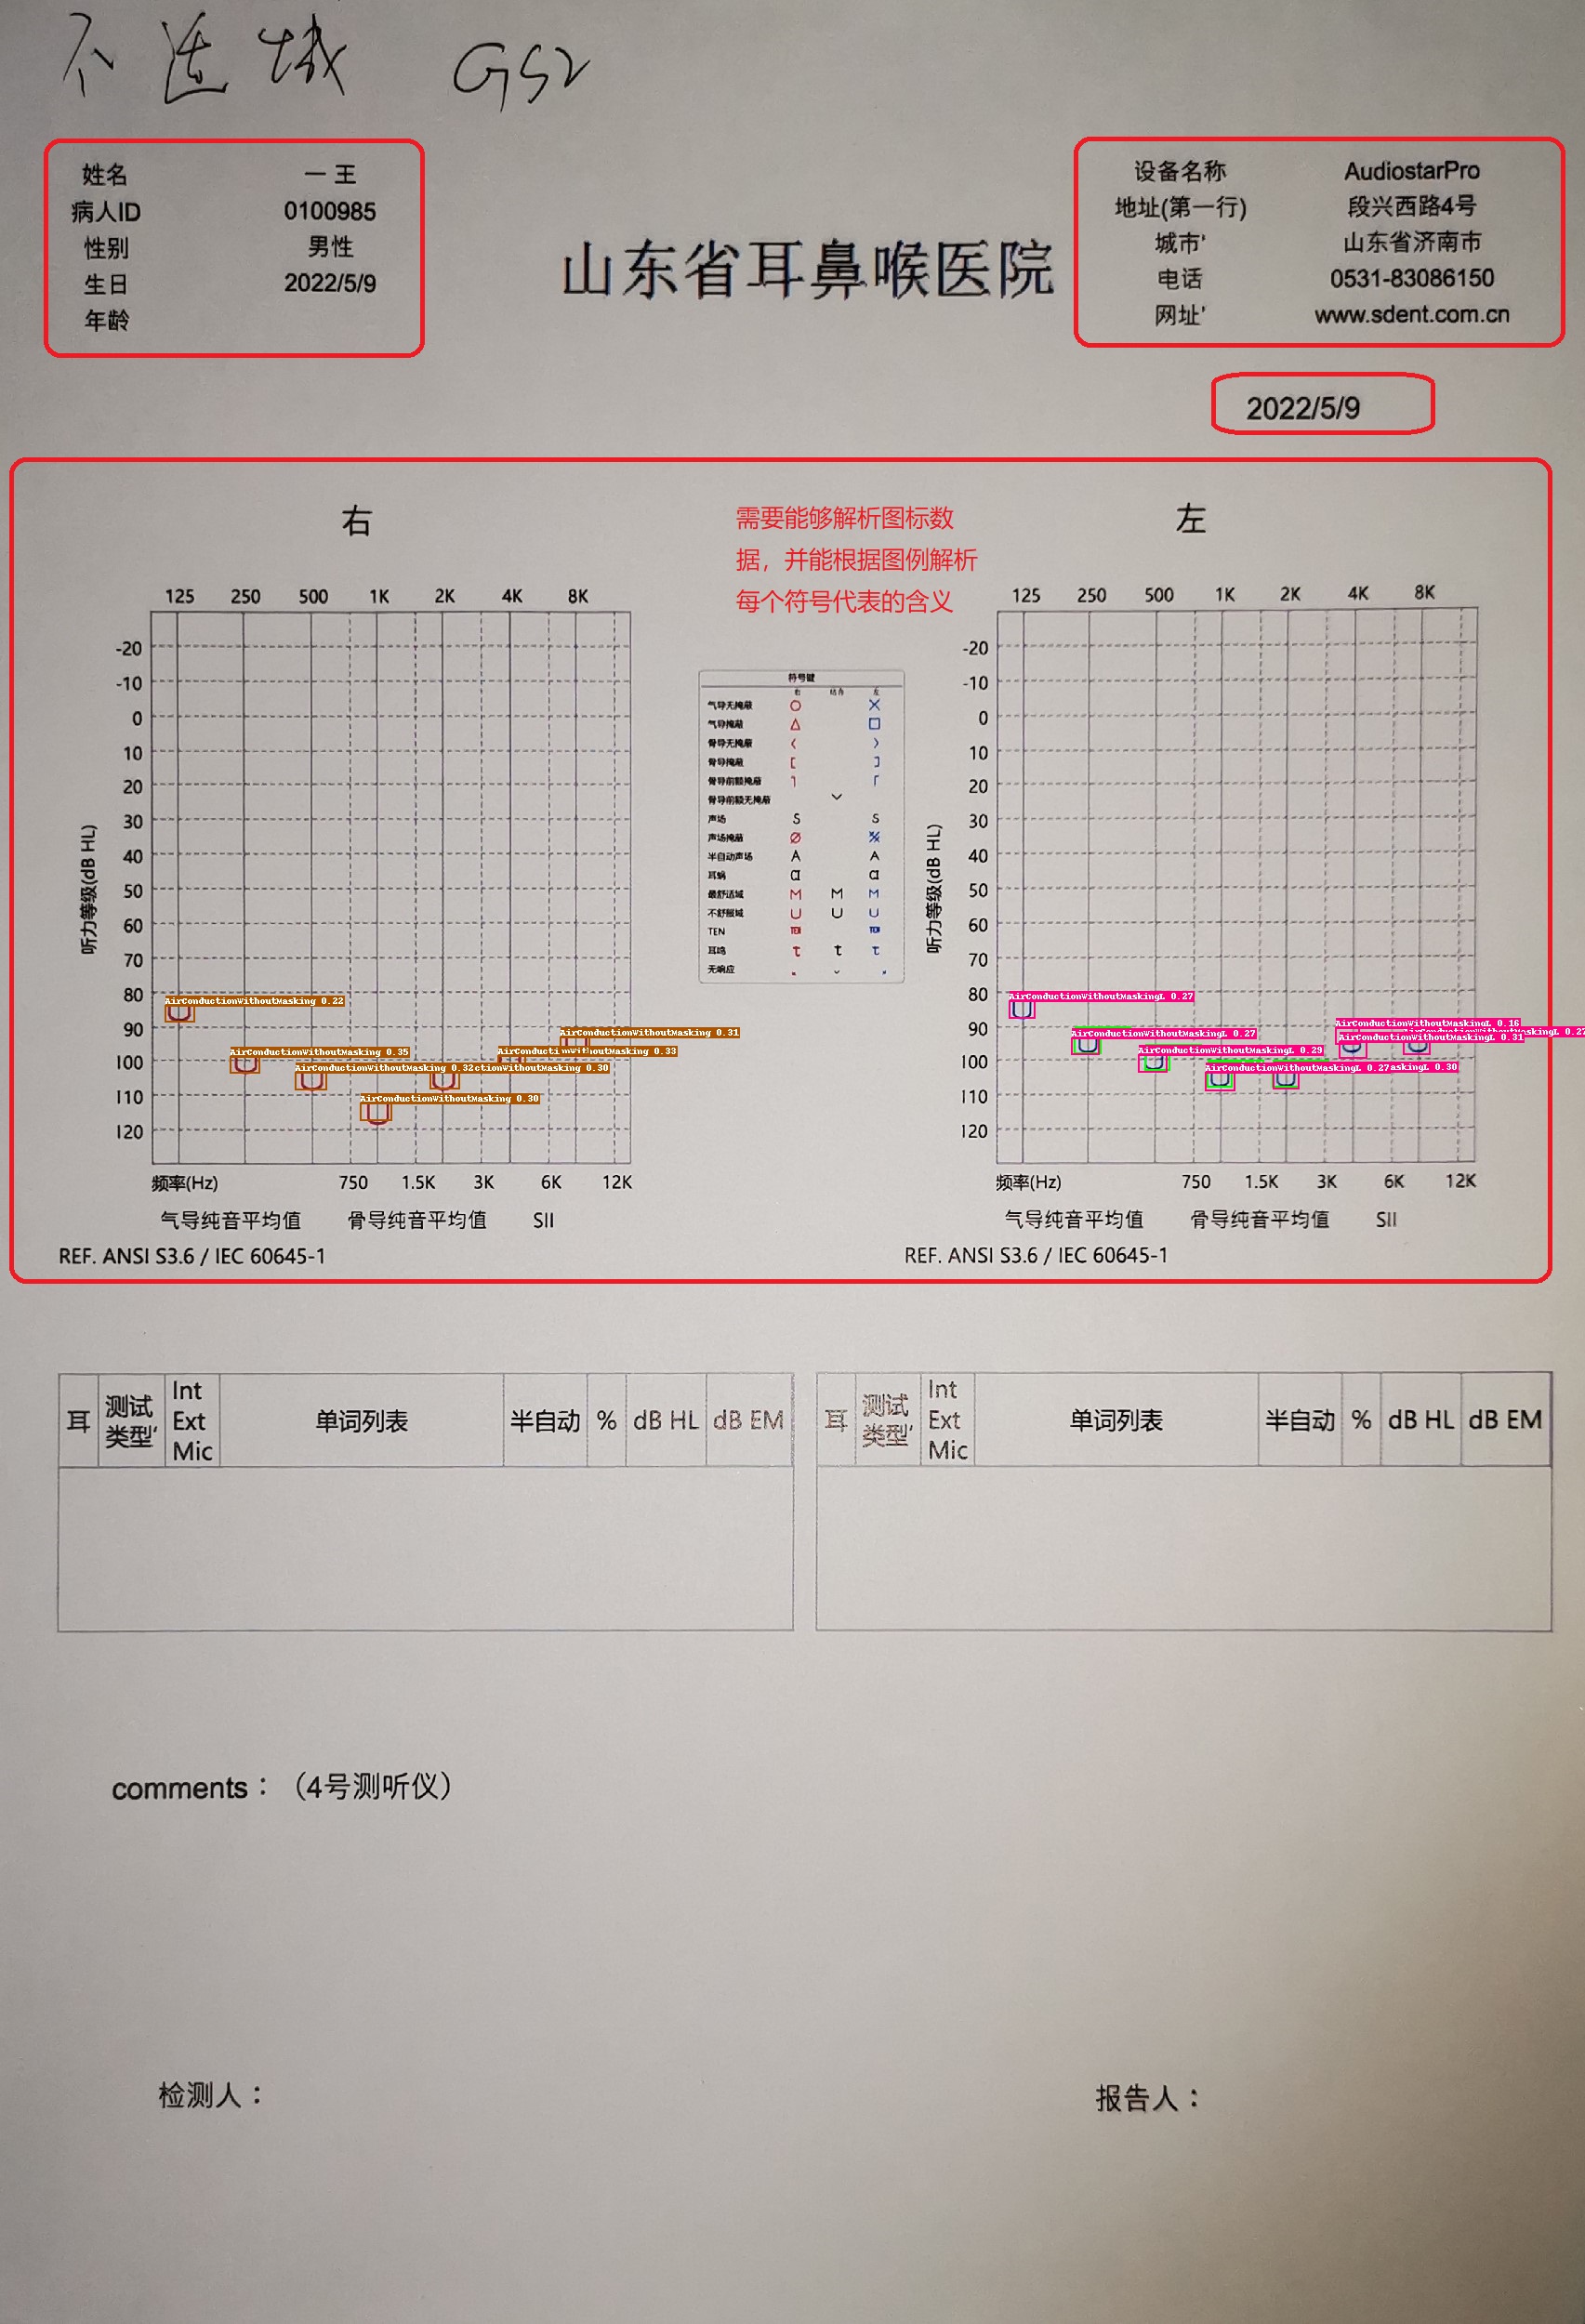 不适域 GS2
姓名 一 王
病人ID 0100985
性别 男性
生日 2022/5/9
年龄
山东省耳鼻喉医院
设备名称 AudiostarPro
地址(第一行) 段兴西路4号
城市' 山东省济南市
电话 0531-83086150
网址' www.sdent.com.cn
2022/5/9
右
125 250 500 1K 2K 4K 8K
-20
-10
0
10
20
30
40
50
60
70
80
90
100
110
120
听力等级(dB HL)
AirConductionWithoutMasking 0.22
AirConductionWithoutMasking 0.31
AirConductionWithoutMasking 0.33
AirConductionWithoutMasking 0.35
AirConductionWithoutMasking 0.32
ctionWithoutMasking 0.30
AirConductionWithoutMasking 0.30
频率(Hz) 750 1.5K 3K 6K 12K
气导纯音平均值 骨导纯音平均值 SII
REF. ANSI S3.6 / IEC 60645-1
需要能够解析图标数
据，并能根据图例解析
每个符号代表的含义
符号键
右 结合 左
气导无掩蔽
气导掩蔽
骨导无掩蔽
骨导掩蔽
骨导前额掩蔽
骨导前额无掩蔽
声场 S S
声场掩蔽
半自动声场 A A
耳蜗
最舒适域 M M M
不舒服域 U U U
TEN TEN TEN
耳鸣 τ τ τ
无响应
左
125 250 500 1K 2K 4K 8K
-20
-10
0
10
20
30
40
50
60
70
80
90
100
110
120
听力等级(dB HL)
AirConductionWithoutMaskingL 0.27
AirConductionWithoutMaskingL 0.16
AirConductionWithoutMaskingL 0.27
AirConductionWithoutMaskingL 0.31
AirConductionWithoutMaskingL 0.29
AirConductionWithoutMaskingL 0.27
askingL 0.30
频率(Hz) 750 1.5K 3K 6K 12K
气导纯音平均值 骨导纯音平均值 SII
REF. ANSI S3.6 / IEC 60645-1
耳 测试类型' Int Ext Mic 单词列表 半自动 % dB HL dB EM
耳 测试类型' Int Ext Mic 单词列表 半自动 % dB HL dB EM
comments：（4号测听仪）
检测人：
报告人：